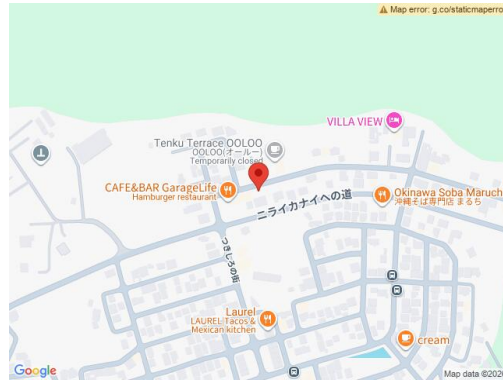 Map error: g.co/staticmaperro
VILLA VIEW
Tenku Terrace OOLOO
OOLOO(オールー)
Temporarily closed
CAFE&BAR GarageLife
Hamburger restaurant
Okinawa Soba Maruch
沖縄そば専門店 まるち
ニライカナイへの道
つきしろの街
Laurel
LAUREL Tacos &
Mexican kitchen
cream
Google
Map data ©2026